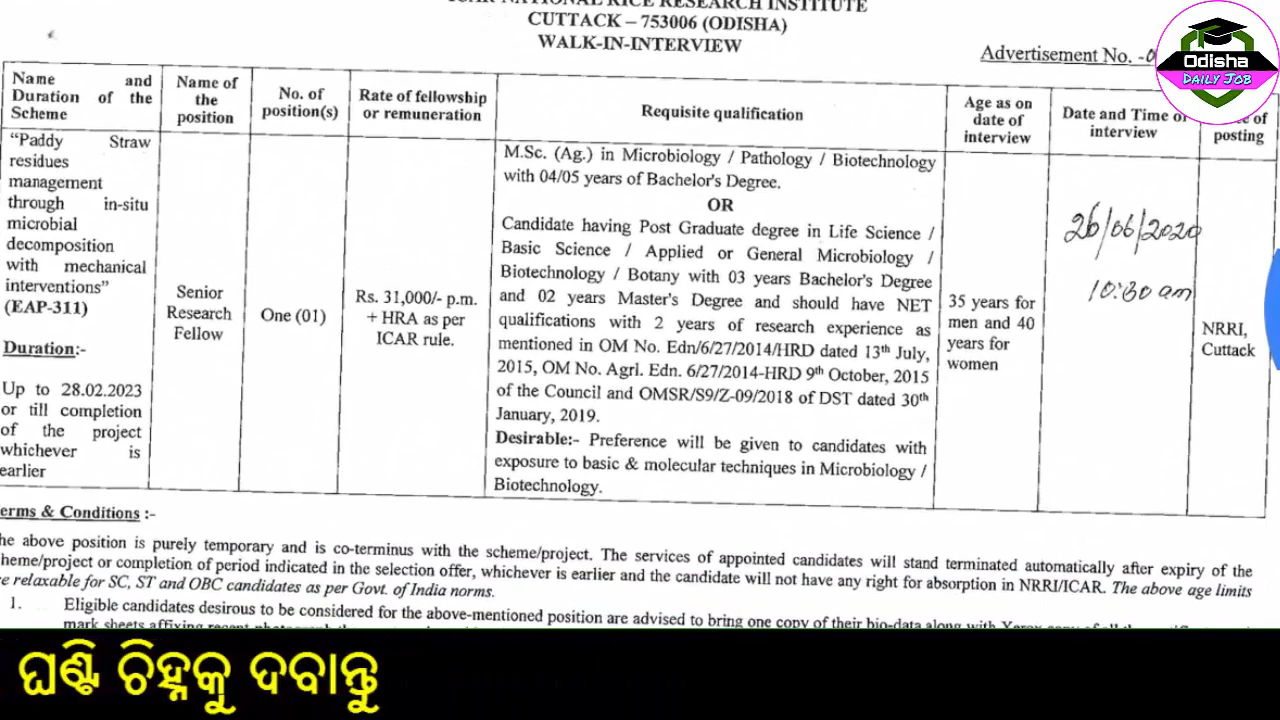 ICAR-NATIONAL RICE RESEARCH INSTITUTE
CUTTACK – 753006 (ODISHA)
WALK-IN-INTERVIEW
Advertisement No. -0
Odisha
DAILY JOB
Name and
Duration of the
Scheme
Name of
the
position
No. of
position(s)
Rate of fellowship
or remuneration
Requisite qualification
Age as on
date of
interview
Date and Time of
interview
of
posting
“Paddy Straw
residues
management
through in-situ
microbial
decomposition
with mechanical
interventions”
(EAP-311)
Duration:-
Up to 28.02.2023
or till completion
of the project
whichever is
earlier
Senior
Research
Fellow
One (01)
Rs. 31,000/- p.m.
+ HRA as per
ICAR rule.
M.Sc. (Ag.) in Microbiology / Pathology / Biotechnology
with 04/05 years of Bachelor's Degree.
OR
Candidate having Post Graduate degree in Life Science /
Basic Science / Applied or General Microbiology /
Biotechnology / Botany with 03 years Bachelor's Degree
and 02 years Master's Degree and should have NET
qualifications with 2 years of research experience as
mentioned in OM No. Edn/6/27/2014/HRD dated 13th July,
2015, OM No. Agrl. Edn. 6/27/2014-HRD 9th October, 2015
of the Council and OMSR/S9/Z-09/2018 of DST dated 30th
January, 2019.
Desirable:- Preference will be given to candidates with
exposure to basic & molecular techniques in Microbiology /
Biotechnology.
35 years for
men and 40
years for
women
26/06/2020
10:30 am
NRRI,
Cuttack
erms & Conditions :-
he above position is purely temporary and is co-terminus with the scheme/project. The services of appointed candidates will stand terminated automatically after expiry of the
heme/project or completion of period indicated in the selection offer, whichever is earlier and the candidate will not have any right for absorption in NRRI/ICAR. The above age limits
e relaxable for SC, ST and OBC candidates as per Govt. of India norms.
1. Eligible candidates desirous to be considered for the above-mentioned position are advised to bring one copy of their bio-data along with Xerox copy of all
mark sheets affixing recent photograph
ଘଣ୍ଟି ଚିହ୍ନକୁ ଦବାନ୍ତୁ